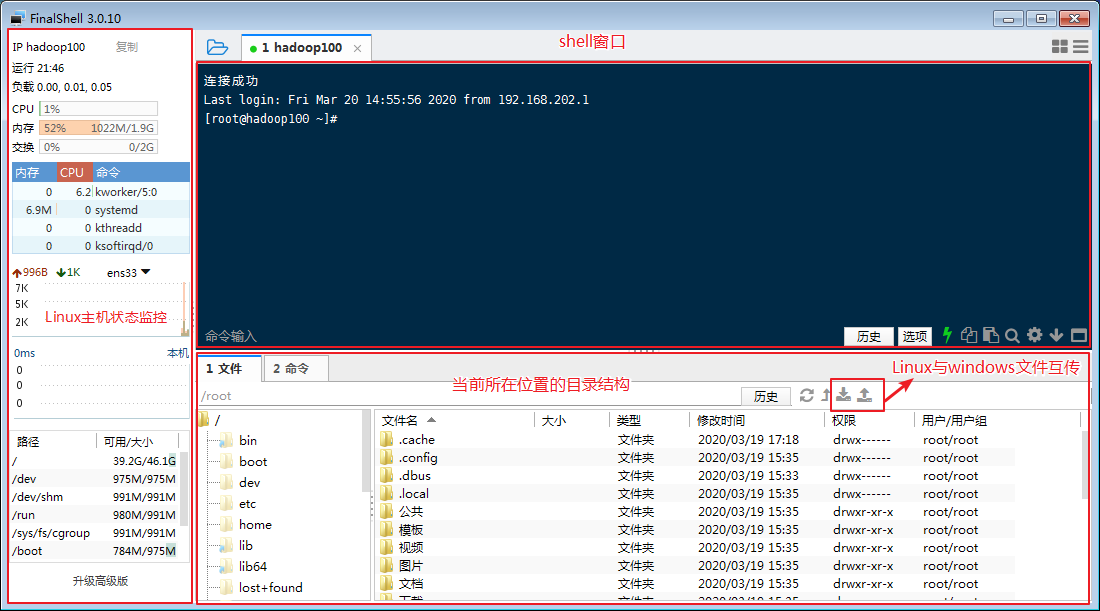 FinalShell 3.0.10
IP hadoop100 复制
运行 21:46
负载 0.00, 0.01, 0.05
CPU 1%
内存 52% 1022M/1.9G
交换 0% 0/2G
内存 CPU 命令
0 6.2 kworker/5:0
6.9M 0 systemd
0 0 kthreadd
0 0 ksoftirqd/0
996B 1K ens33
7K
5K
2K
Linux主机状态监控
0ms 本机
0
0
0
路径 可用/大小
/ 39.2G/46.1G
/dev 975M/975M
/dev/shm 991M/991M
/run 980M/991M
/sys/fs/cgroup 991M/991M
/boot 784M/975M
升级高级版
1 hadoop100
shell窗口
连接成功
Last login: Fri Mar 20 14:55:56 2020 from 192.168.202.1
[root@hadoop100 ~]#
命令输入 历史 选项
1 文件 2 命令
当前所在位置的目录结构
Linux与windows文件互传
/root 历史
/
bin
boot
dev
etc
home
lib
lib64
lost+found
文件名 大小 类型 修改时间 权限 用户/用户组
.cache 文件夹 2020/03/19 17:18 drwx------ root/root
.config 文件夹 2020/03/19 15:35 drwx------ root/root
.dbus 文件夹 2020/03/19 15:33 drwx------ root/root
.local 文件夹 2020/03/19 15:35 drwx------ root/root
公共 文件夹 2020/03/19 15:35 drwxr-xr-x root/root
模板 文件夹 2020/03/19 15:35 drwxr-xr-x root/root
视频 文件夹 2020/03/19 15:35 drwxr-xr-x root/root
图片 文件夹 2020/03/19 15:35 drwxr-xr-x root/root
文档 文件夹 2020/03/19 15:35 drwxr-xr-x root/root